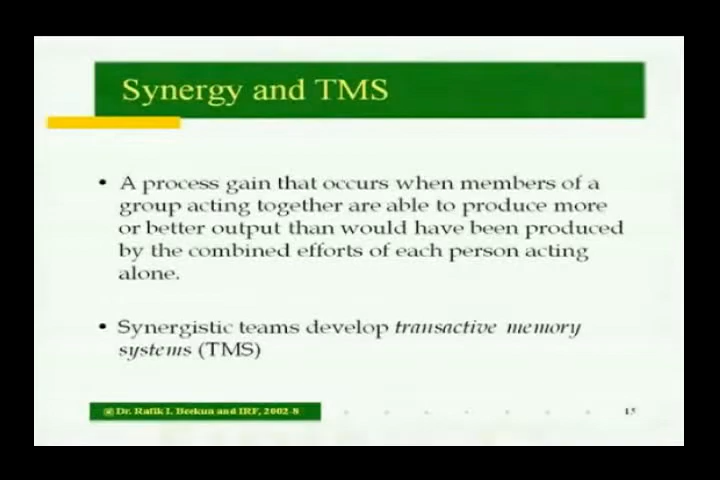 Synergy and TMS
• A process gain that occurs when members of a
group acting together are able to produce more
or better output than would have been produced
by the combined efforts of each person acting
alone.
• Synergistic teams develop transactive memory
systems (TMS)
@ Dr. Rafik I. Beekun and IRF, 2002-8
15